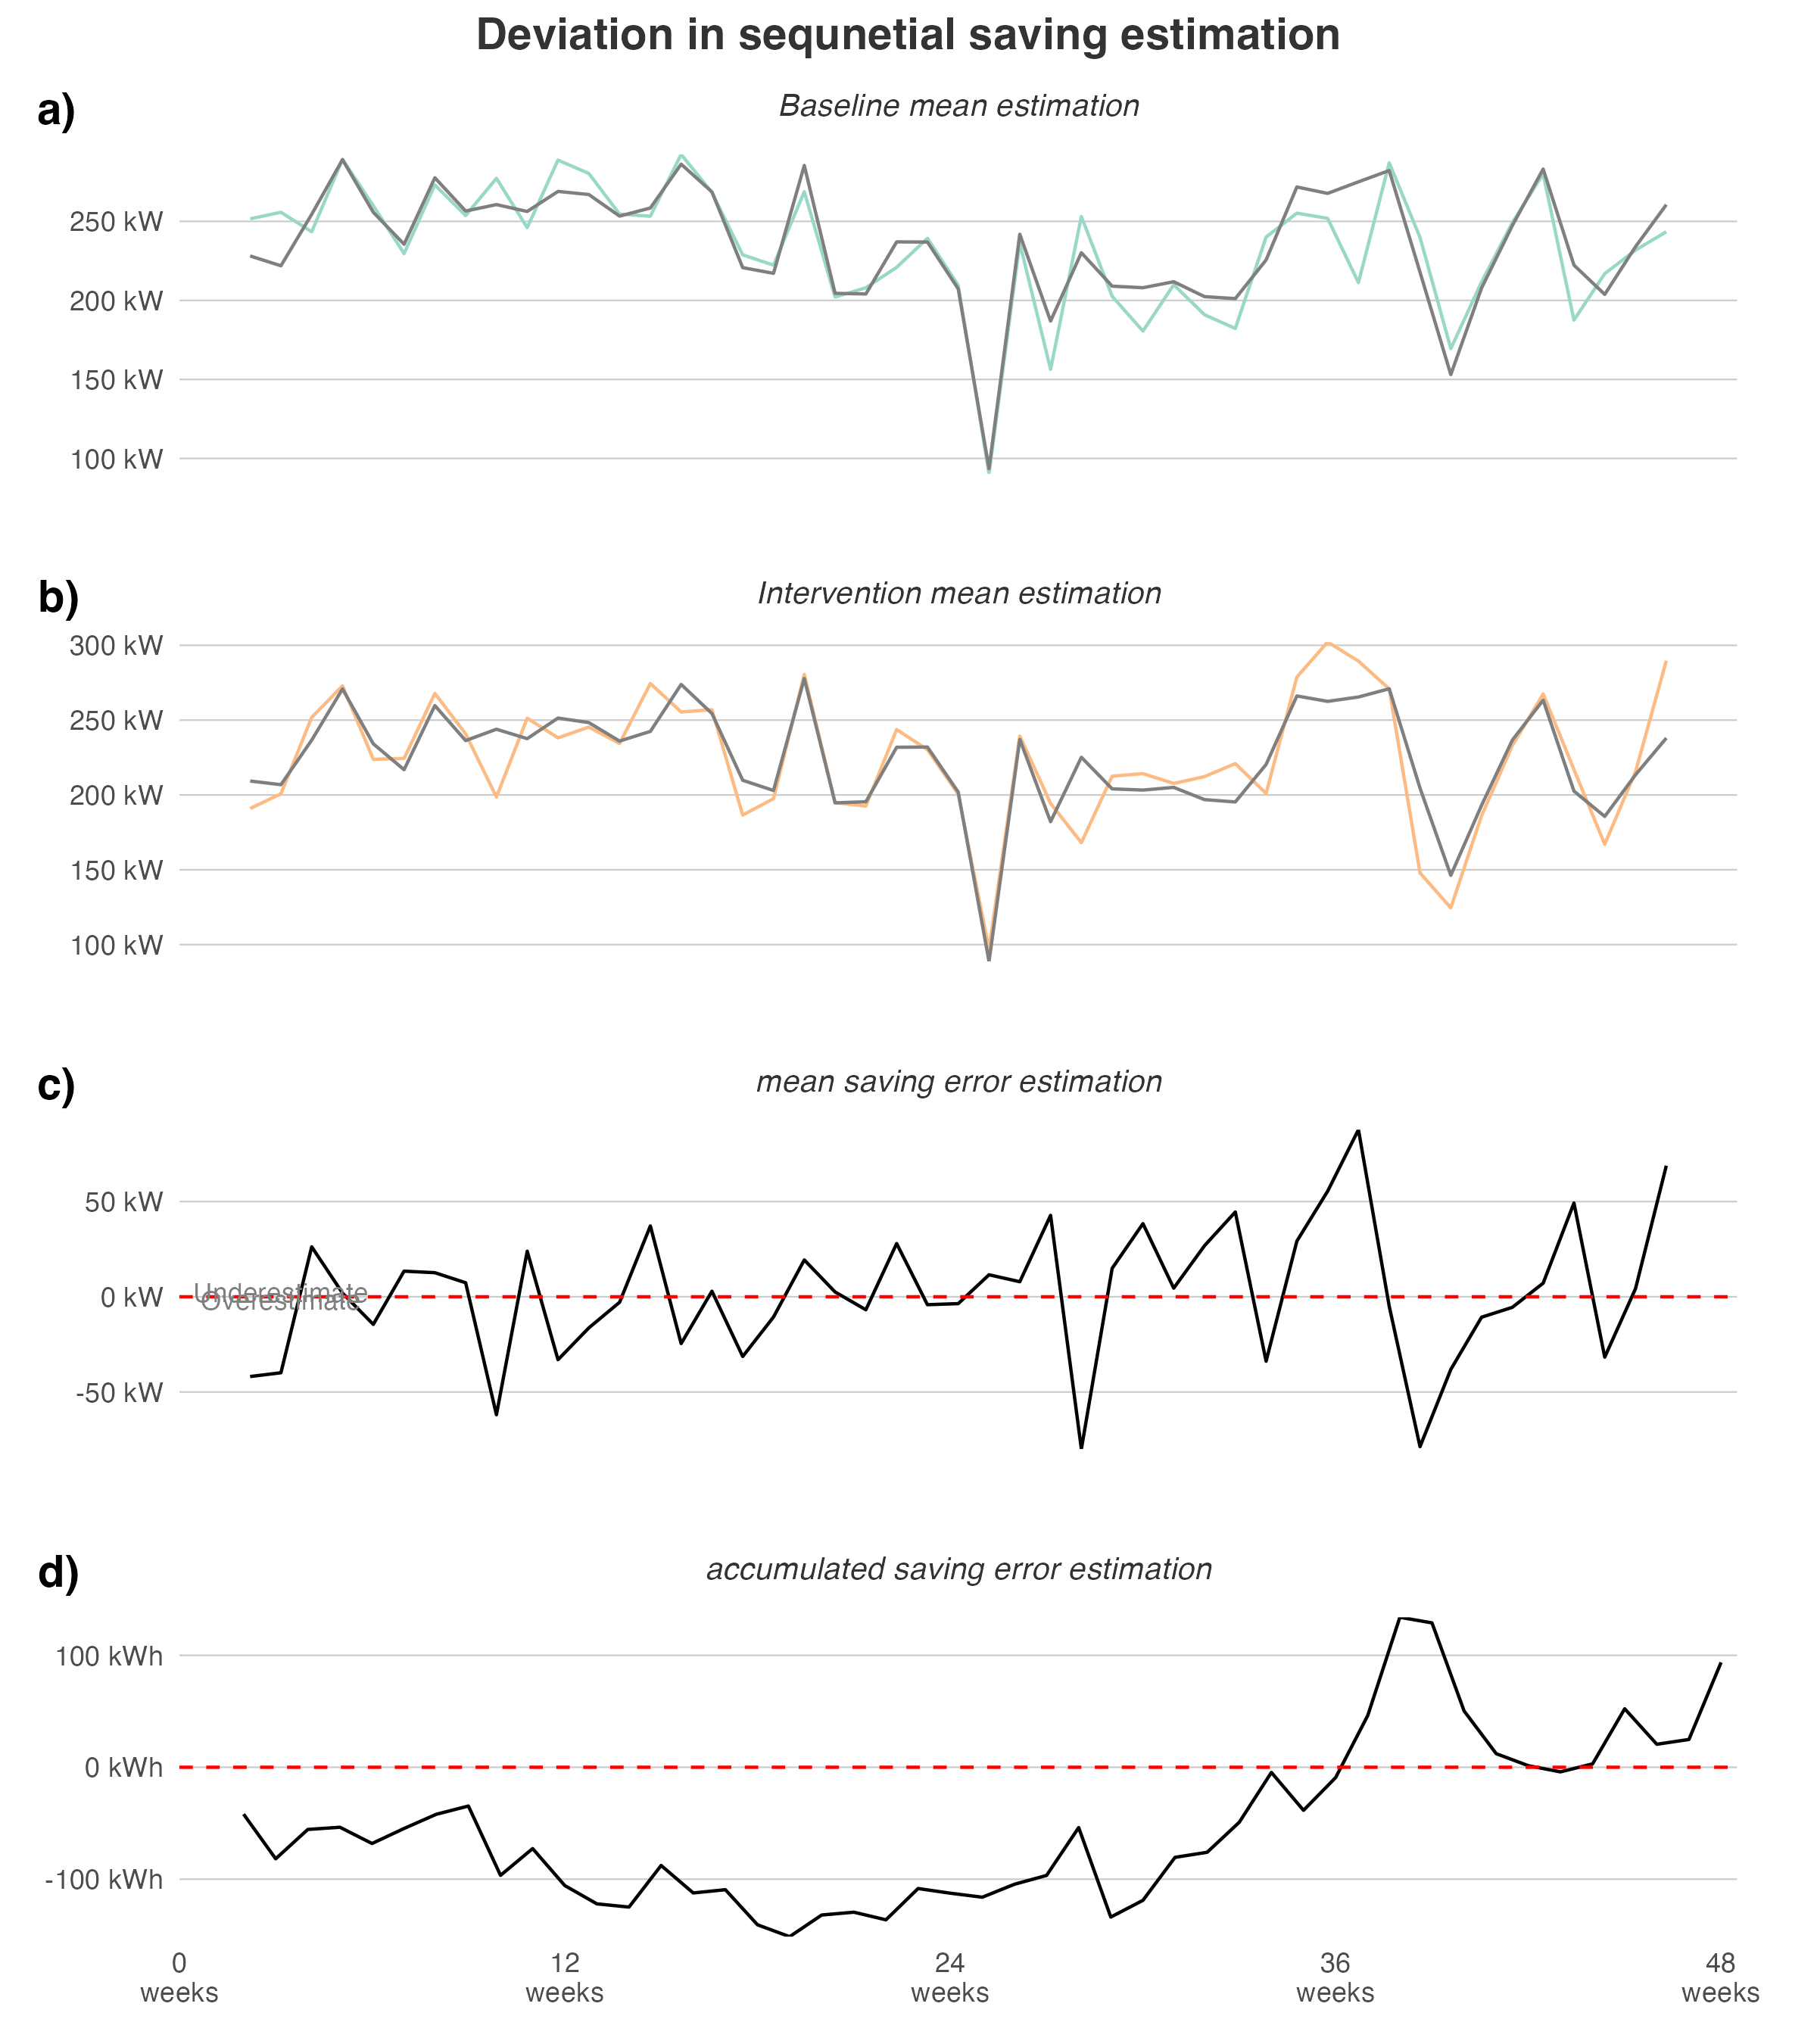 Deviation in sequnetial saving estimation
a)
Baseline mean estimation
250 kW
200 kW
150 kW
100 kW
b)
Intervention mean estimation
300 kW
250 kW
200 kW
150 kW
100 kW
c)
mean saving error estimation
50 kW
0 kW
-50 kW
Underestimate
Overestimate
d)
accumulated saving error estimation
100 kWh
0 kWh
-100 kWh
0 12 24 36 48
weeks weeks weeks weeks weeks